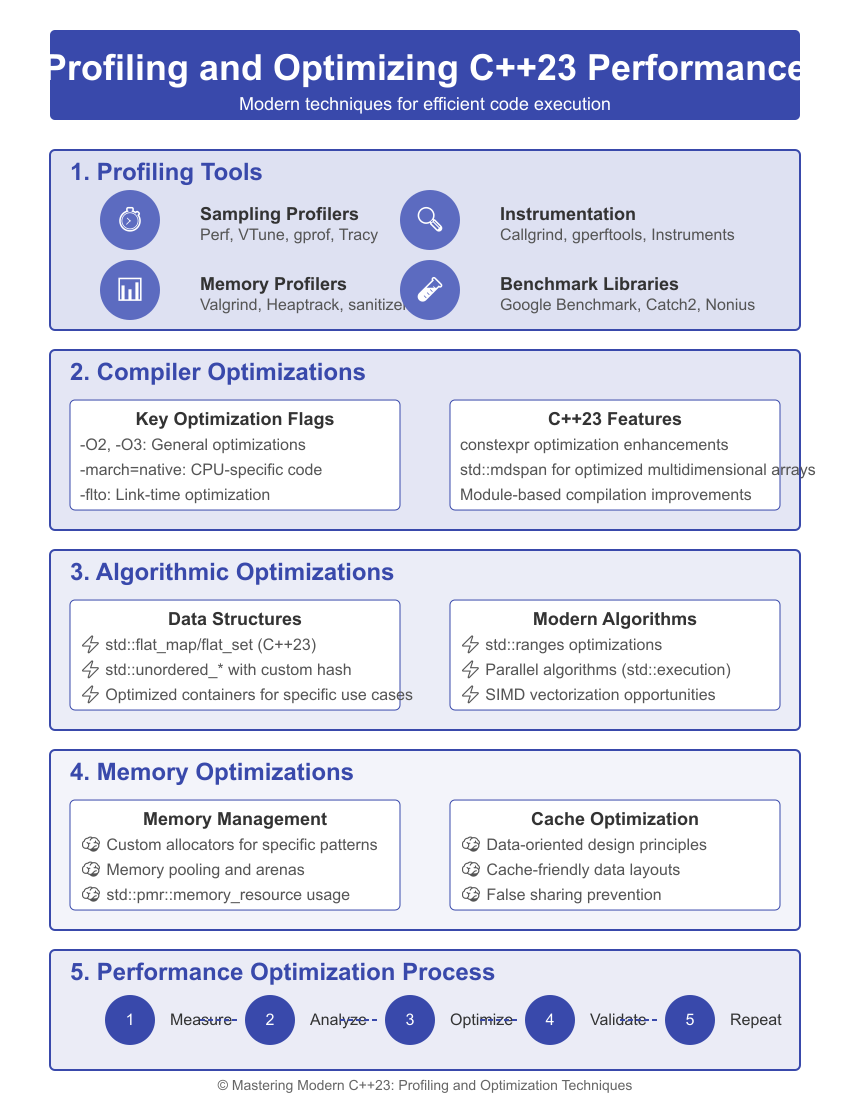 Profiling and Optimizing C++23 Performance
Modern techniques for efficient code execution
1. Profiling Tools
Sampling Profilers
Perf, VTune, gprof, Tracy
Instrumentation
Callgrind, gperftools, Instruments
Memory Profilers
Valgrind, Heaptrack, sanitizer
Benchmark Libraries
Google Benchmark, Catch2, Nonius
2. Compiler Optimizations
Key Optimization Flags
-O2, -O3: General optimizations
-march=native: CPU-specific code
-flto: Link-time optimization
C++23 Features
constexpr optimization enhancements
std::mdspan for optimized multidimensional arrays
Module-based compilation improvements
3. Algorithmic Optimizations
Data Structures
std::flat_map/flat_set (C++23)
std::unordered_* with custom hash
Optimized containers for specific use cases
Modern Algorithms
std::ranges optimizations
Parallel algorithms (std::execution)
SIMD vectorization opportunities
4. Memory Optimizations
Memory Management
Custom allocators for specific patterns
Memory pooling and arenas
std::pmr::memory_resource usage
Cache Optimization
Data-oriented design principles
Cache-friendly data layouts
False sharing prevention
5. Performance Optimization Process
1 Measure 2 Analyze 3 Optimize 4 Validate 5 Repeat
© Mastering Modern C++23: Profiling and Optimization Techniques